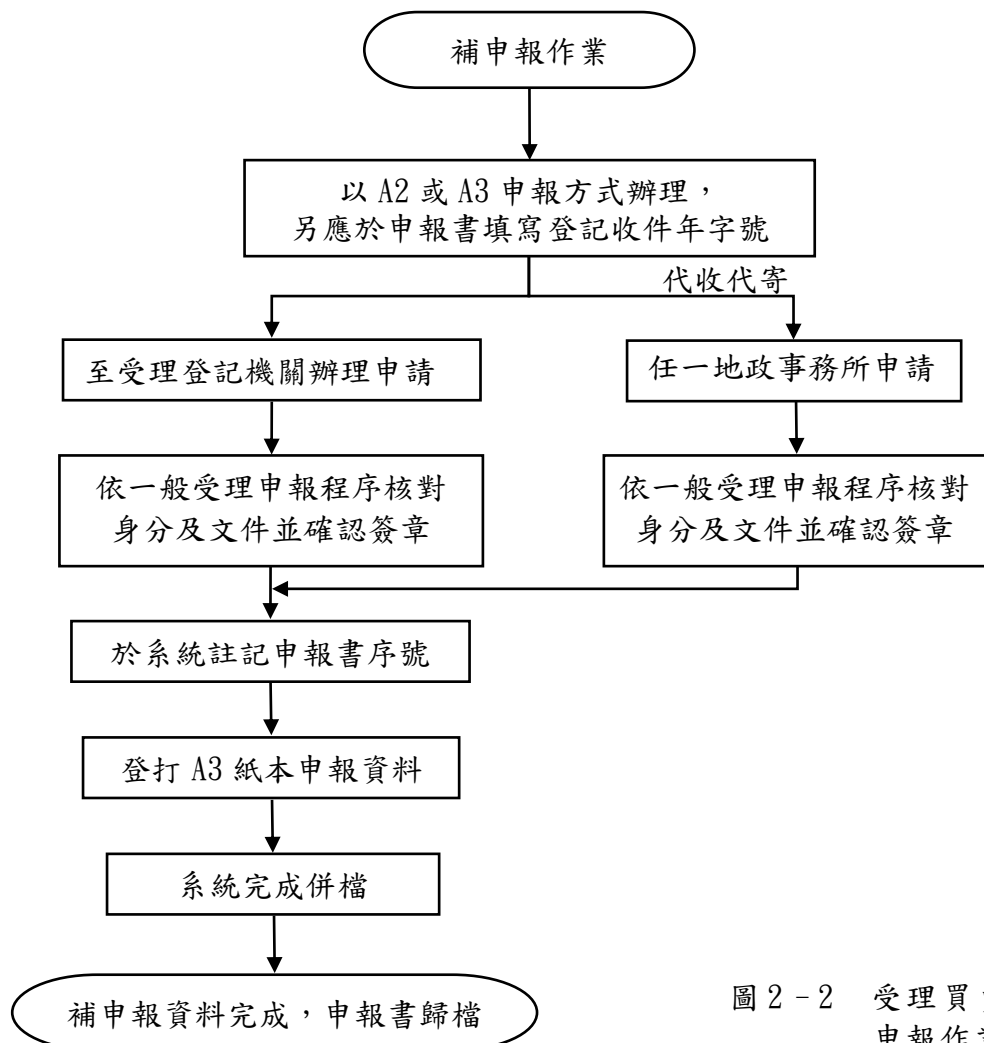 補申報作業
以 A2 或 A3 申報方式辦理，
另應於申報書填寫登記收件年字號
代收代寄
至受理登記機關辦理申請
任一地政事務所申請
依一般受理申報程序核對
身分及文件並確認簽章
依一般受理申報程序核對
身分及文件並確認簽章
於系統註記申報書序號
登打 A3 紙本申報資料
系統完成併檔
補申報資料完成，申報書歸檔
圖2-2 受理買
申報作